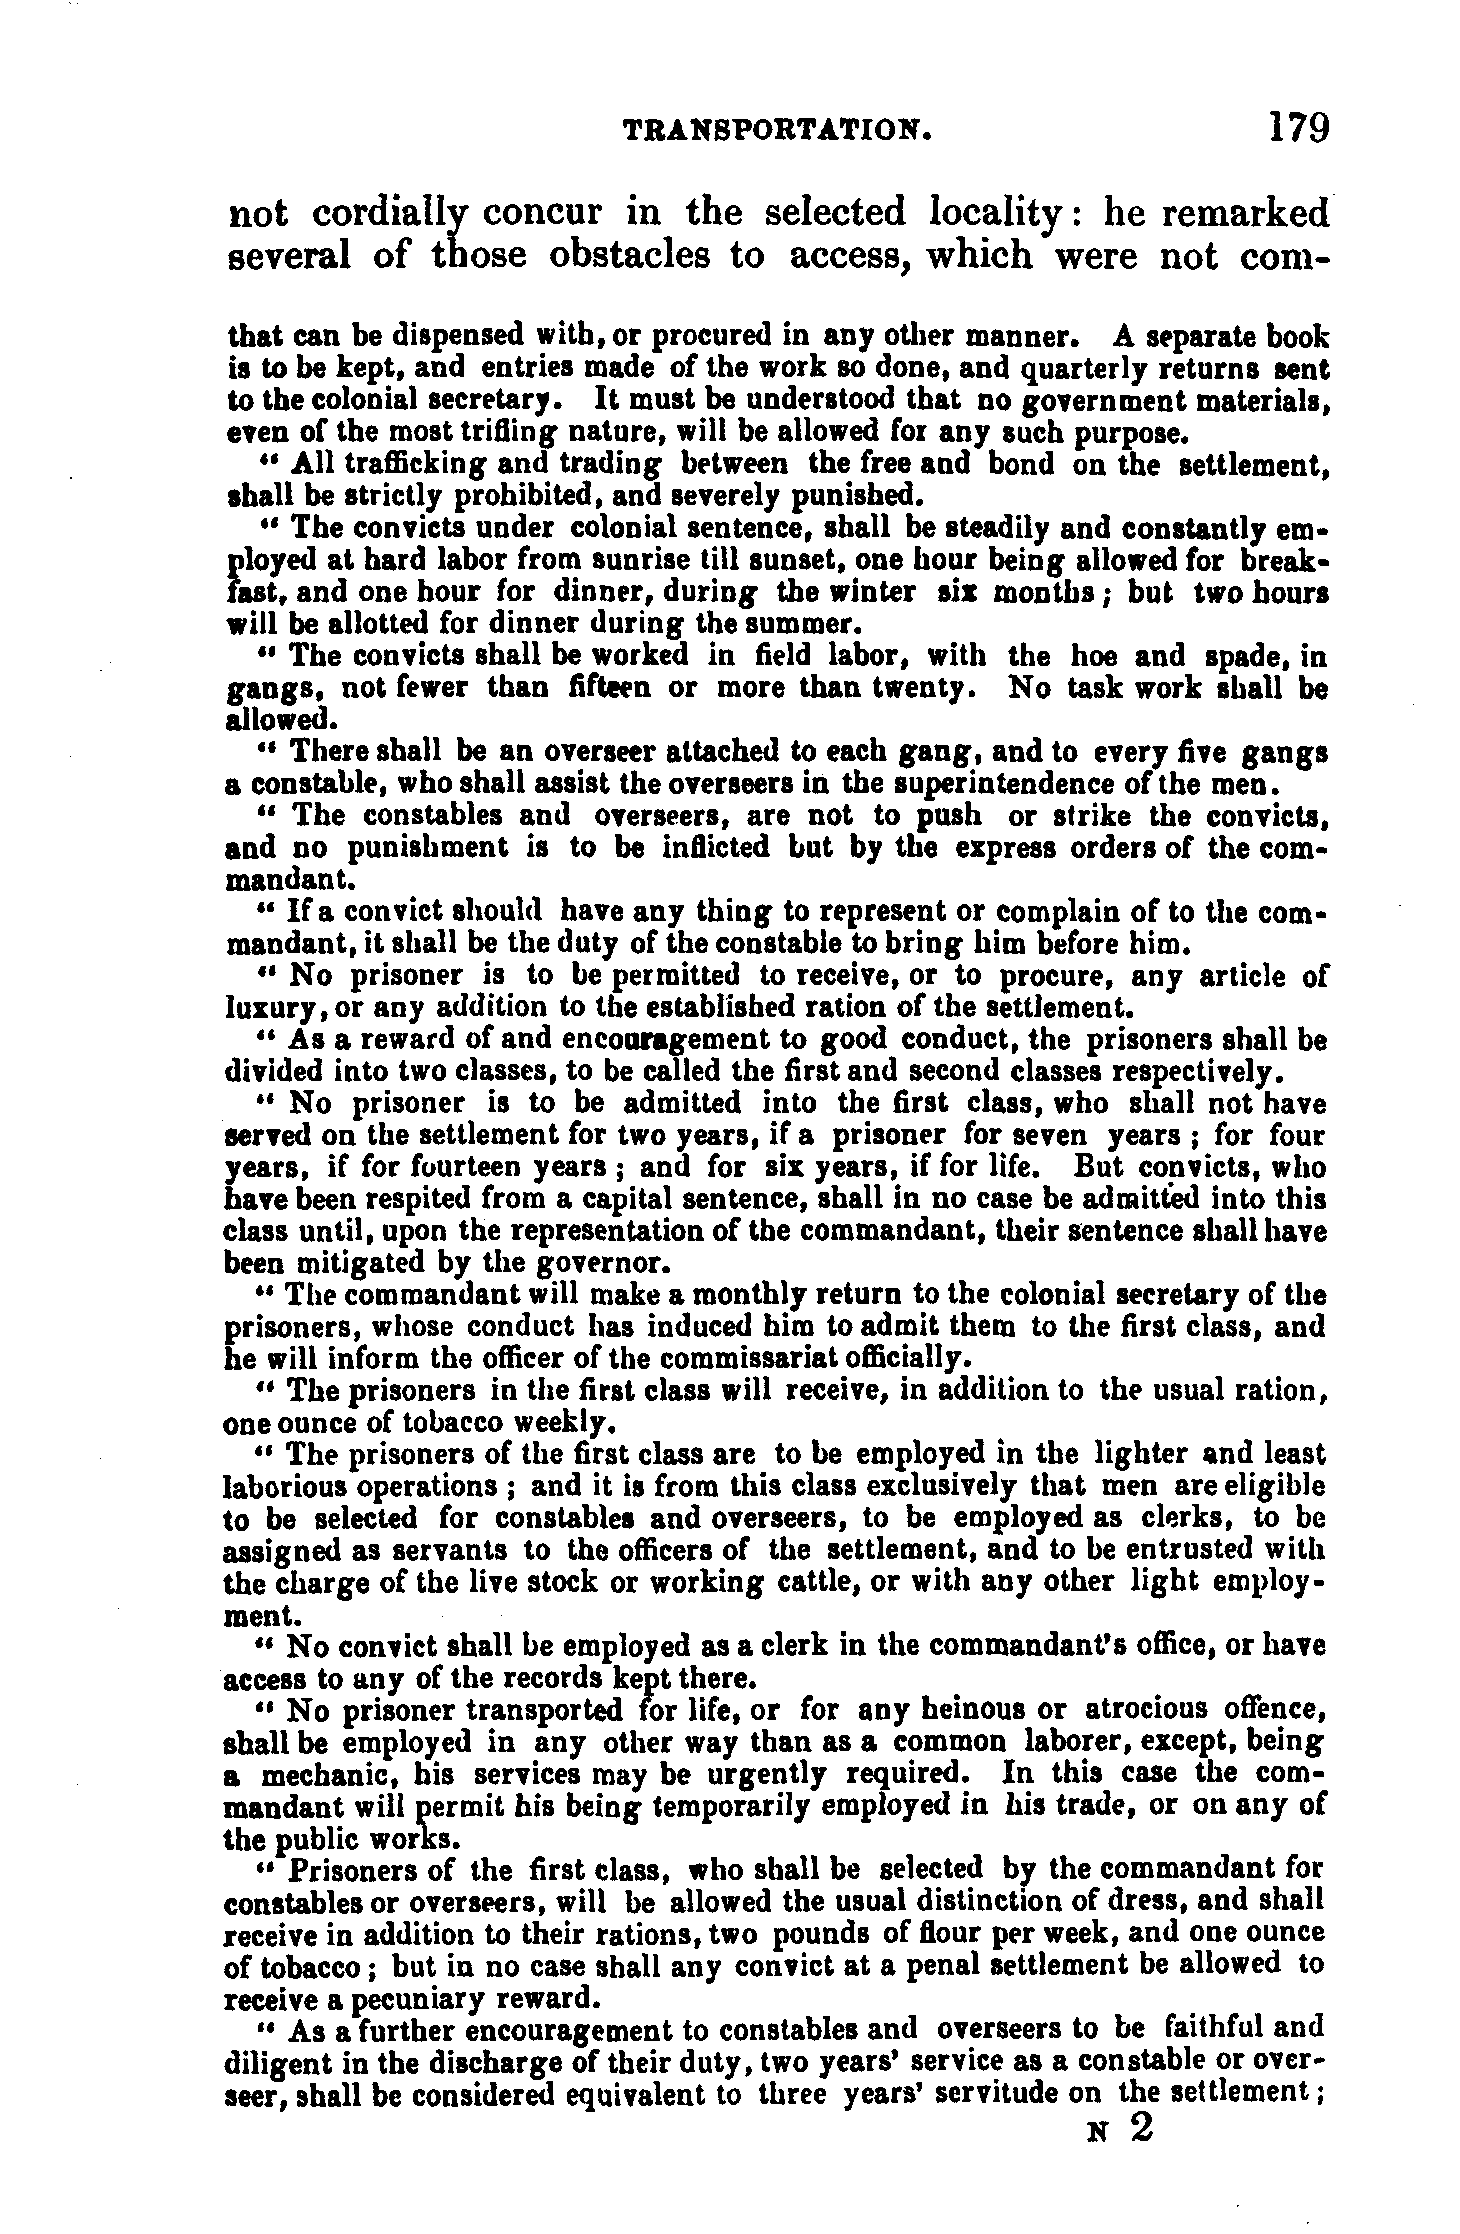 TRANSPORTATION. 179
not cordially concur in the selected locality: he remarked
several of those obstacles to access, which were not com-
that can be dispensed with, or procured in any other manner. A separate book
is to be kept, and entries made of the work so done, and quarterly returns sent
to the colonial secretary. It must be understood that no government materials,
even of the most trifling nature, will be allowed for any such purpose.
“ All trafficking and trading between the free and bond on the settlement,
shall be strictly prohibited, and severely punished.
“ The convicts under colonial sentence, shall be steadily and constantly em-
ployed at hard labor from sunrise till sunset, one hour being allowed for break-
fast, and one hour for dinner, during the winter six months; but two hours
will be allotted for dinner during the summer.
“ The convicts shall be worked in field labor, with the hoe and spade, in
gangs, not fewer than fifteen or more than twenty. No task work shall be
allowed.
“ There shall be an overseer attached to each gang, and to every five gangs
a constable, who shall assist the overseers in the superintendence of the men.
“ The constables and overseers, are not to push or strike the convicts,
and no punishment is to be inflicted but by the express orders of the com-
mandant.
“ If a convict should have any thing to represent or complain of to the com-
mandant, it shall be the duty of the constable to bring him before him.
“ No prisoner is to be permitted to receive, or to procure, any article of
luxury, or any addition to the established ration of the settlement.
“ As a reward of and encouragement to good conduct, the prisoners shall be
divided into two classes, to be called the first and second classes respectively.
“ No prisoner is to be admitted into the first class, who shall not have
served on the settlement for two years, if a prisoner for seven years; for four
years, if for fourteen years; and for six years, if for life. But convicts, who
have been respited from a capital sentence, shall in no case be admitted into this
class until, upon the representation of the commandant, their sentence shall have
been mitigated by the governor.
“ The commandant will make a monthly return to the colonial secretary of the
prisoners, whose conduct has induced him to admit them to the first class, and
he will inform the officer of the commissariat officially.
“ The prisoners in the first class will receive, in addition to the usual ration,
one ounce of tobacco weekly.
“ The prisoners of the first class are to be employed in the lighter and least
laborious operations; and it is from this class exclusively that men are eligible
to be selected for constables and overseers, to be employed as clerks, to be
assigned as servants to the officers of the settlement, and to be entrusted with
the charge of the live stock or working cattle, or with any other light employ-
ment.
“ No convict shall be employed as a clerk in the commandant's office, or have
access to any of the records kept there.
“ No prisoner transported for life, or for any heinous or atrocious offence,
shall be employed in any other way than as a common laborer, except, being
a mechanic, his services may be urgently required. In this case the com-
mandant will permit his being temporarily employed in his trade, or on any of
the public works.
“ Prisoners of the first class, who shall be selected by the commandant for
constables or overseers, will be allowed the usual distinction of dress, and shall
receive in addition to their rations, two pounds of flour per week, and one ounce
of tobacco; but in no case shall any convict at a penal settlement be allowed to
receive a pecuniary reward.
“ As a further encouragement to constables and overseers to be faithful and
diligent in the discharge of their duty, two years' service as a constable or over-
seer, shall be considered equivalent to three years' servitude on the settlement;
N 2